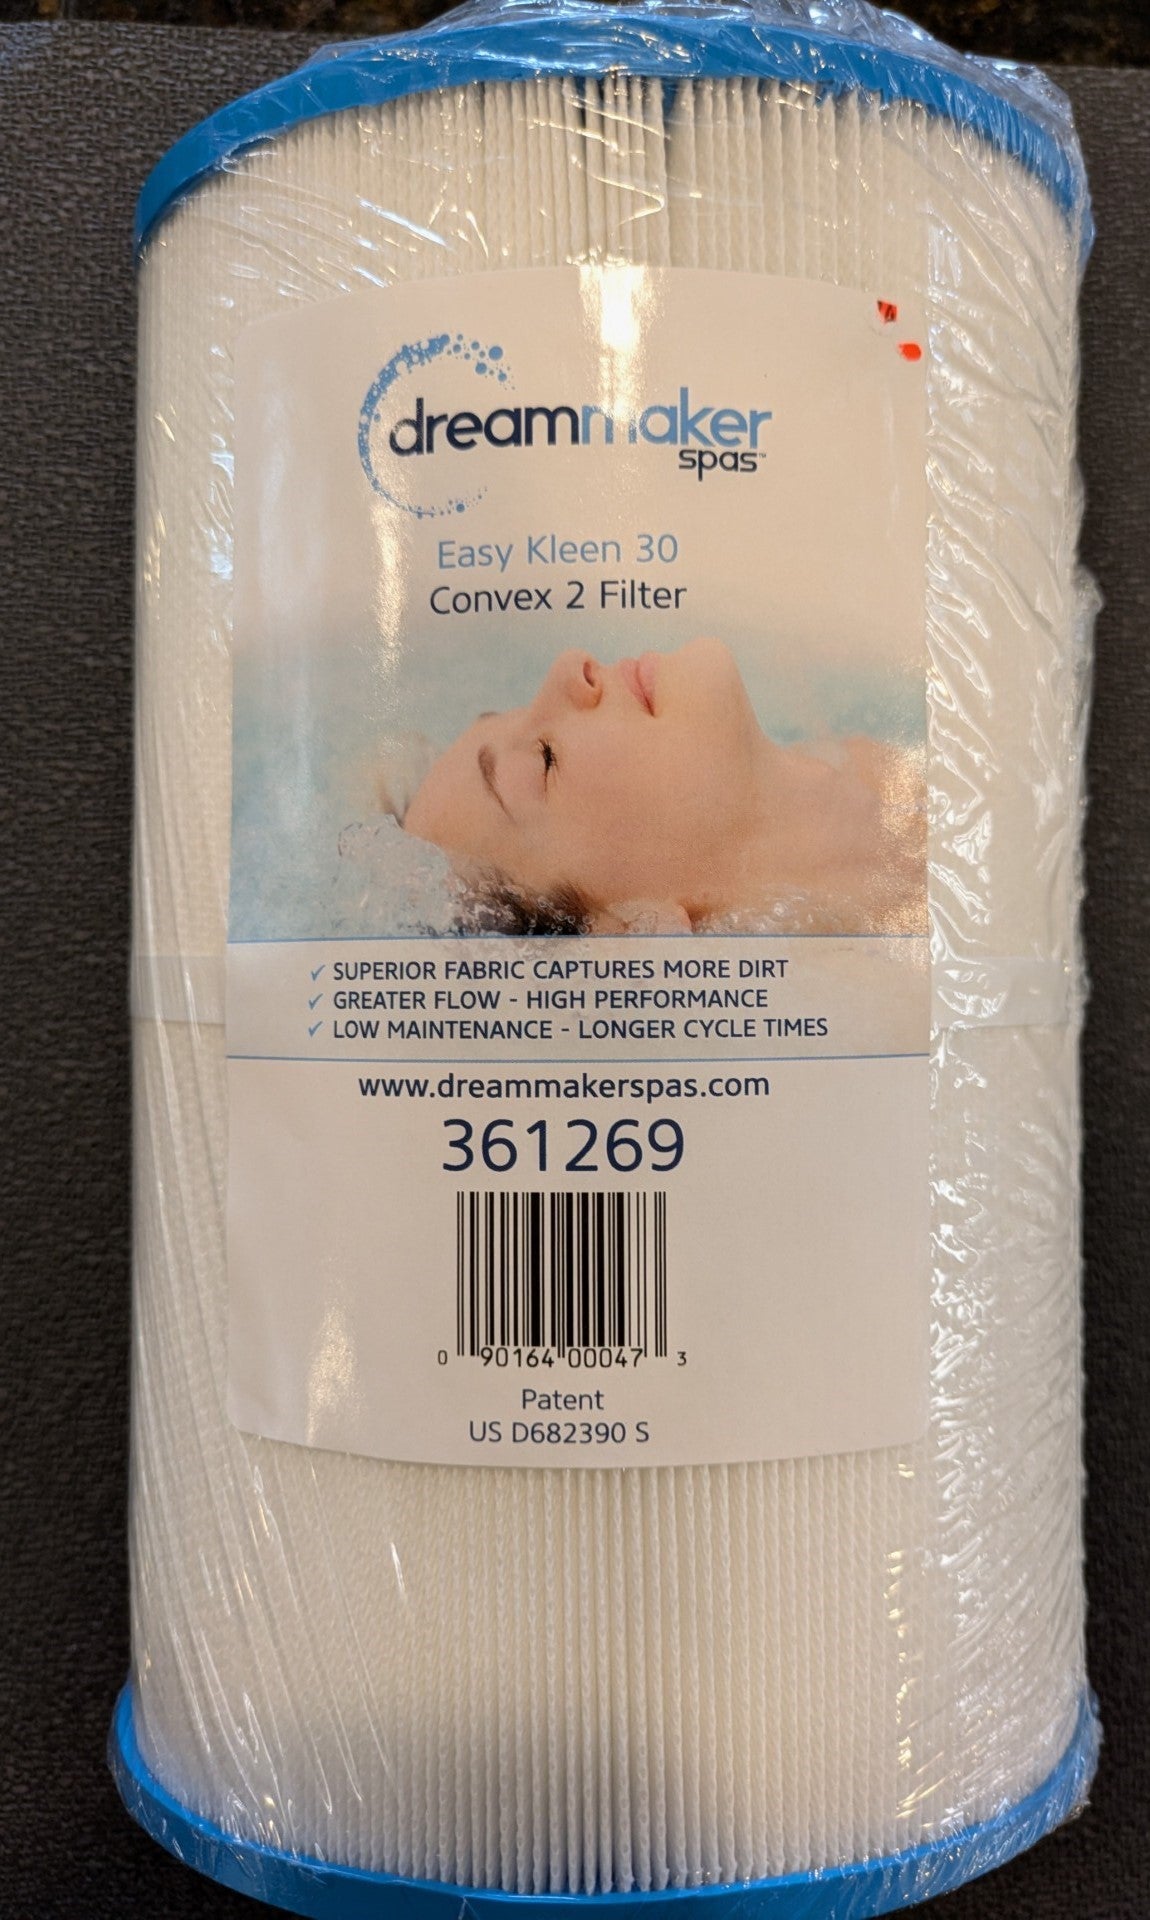 dreammaker
spas™
Easy Kleen 30
Convex 2 Filter
✓ SUPERIOR FABRIC CAPTURES MORE DIRT
✓ GREATER FLOW - HIGH PERFORMANCE
✓ LOW MAINTENANCE - LONGER CYCLE TIMES
www.dreammakerspas.com
361269
0 90164 00047 3
Patent
US D682390 S